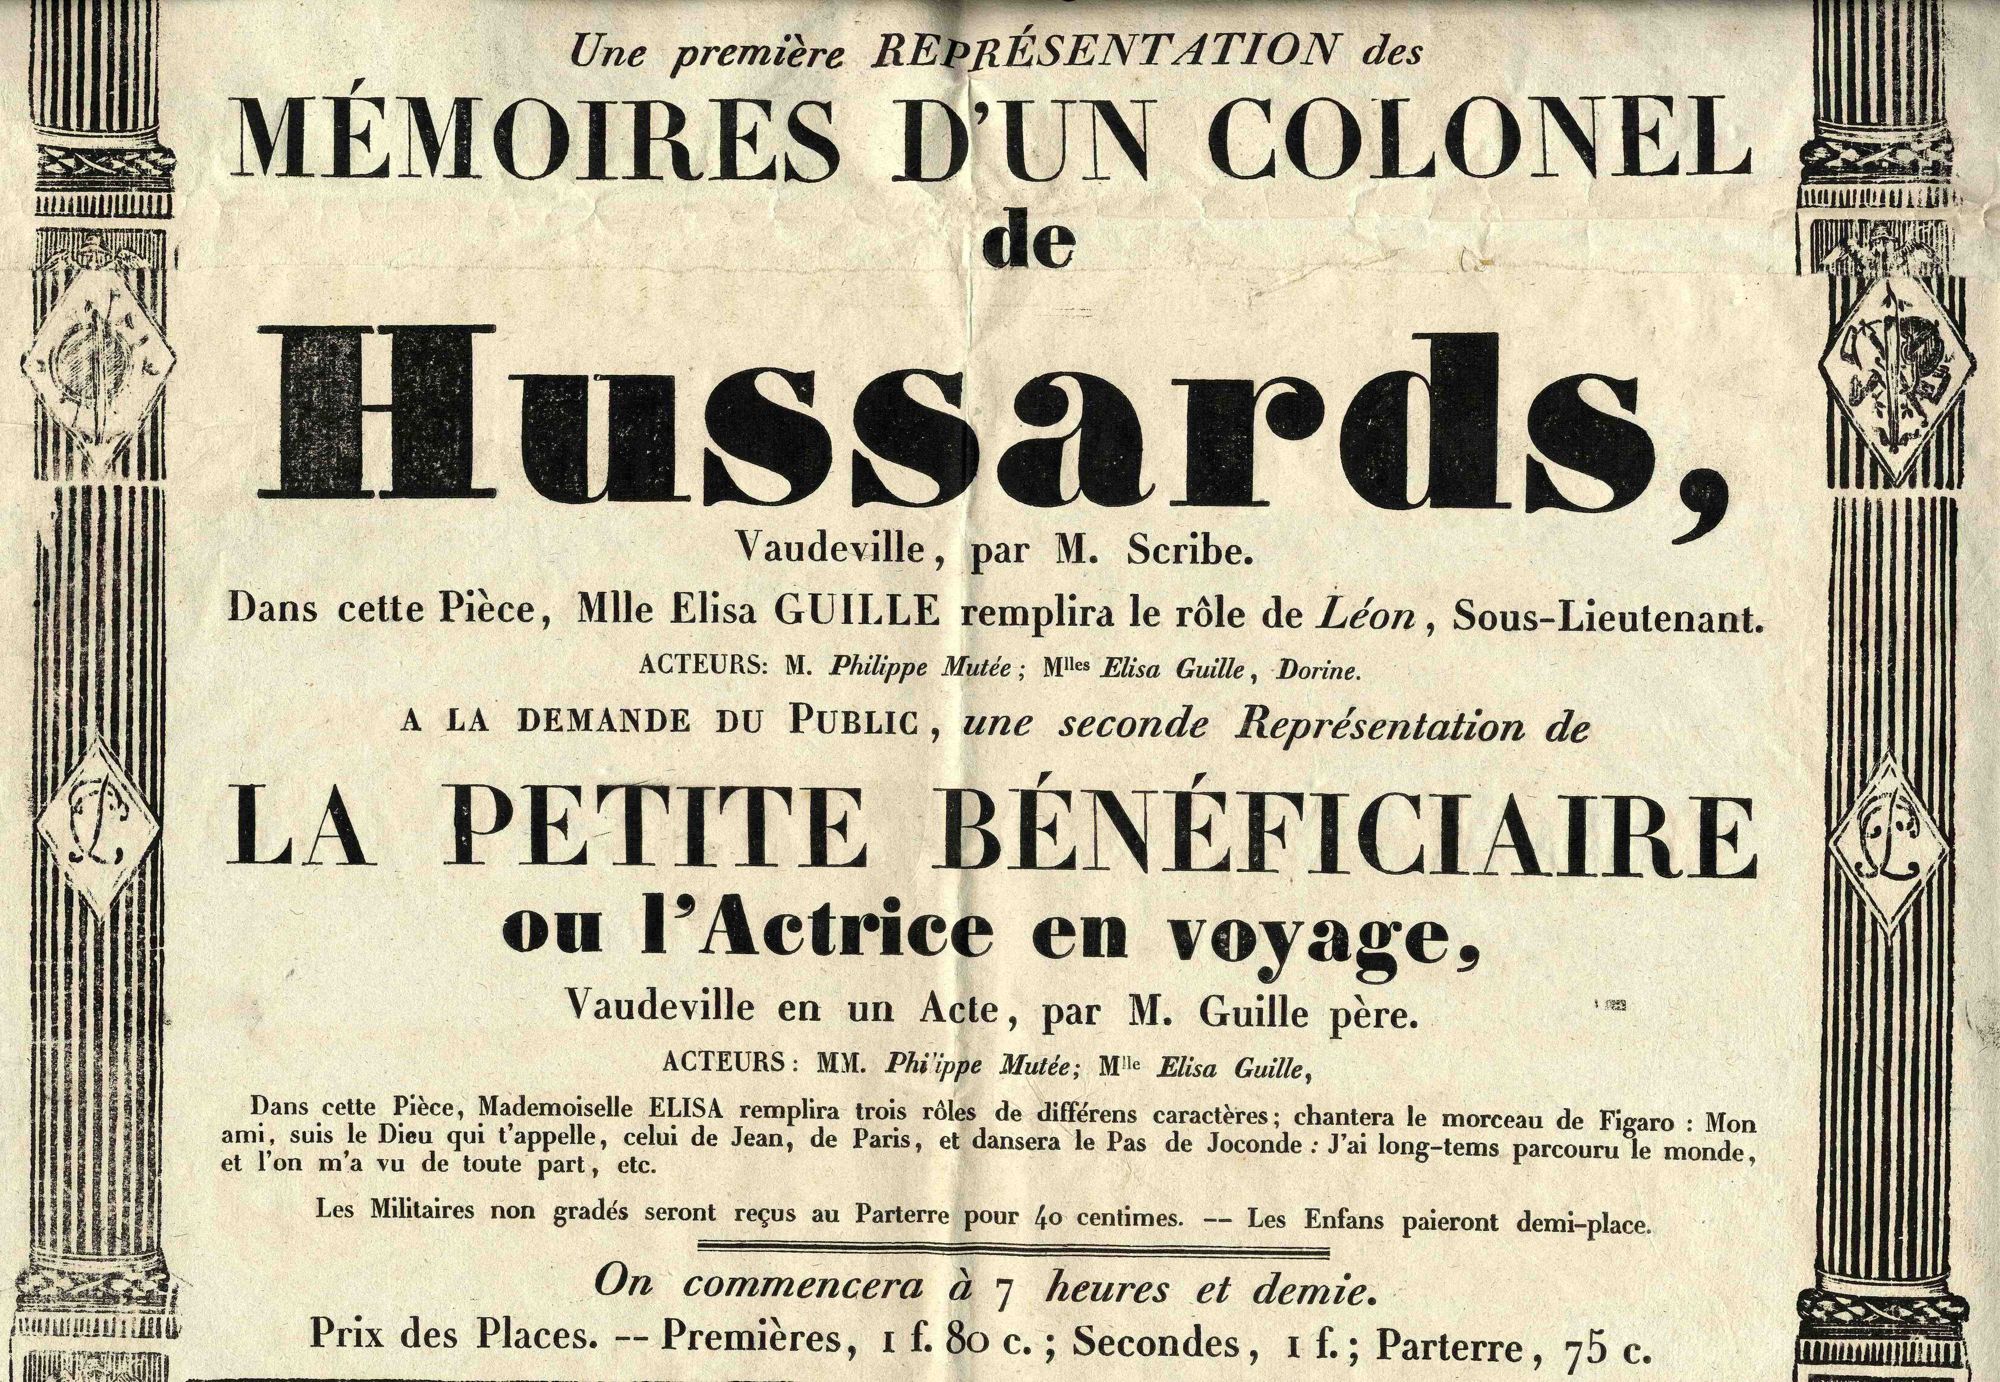 Une première REPRÉSENTATION des
MÉMOIRES D'UN COLONEL
de
Hussards,
Vaudeville, par M. Scribe.
Dans cette Pièce, Mlle Elisa GUILLE remplira le rôle de Léon, Sous-Lieutenant.
ACTEURS: M. Philippe Mutée; Mlles Elisa Guille, Dorine.
A LA DEMANDE DU PUBLIC, une seconde Représentation de
LA PETITE BÉNÉFICIAIRE
ou l'Actrice en voyage,
Vaudeville en un Acte, par M. Guille père.
ACTEURS: MM. Phi'ippe Mutée; Mlle Elisa Guille,
Dans cette Pièce, Mademoiselle ELISA remplira trois rôles de différens caractères; chantera le morceau de Figaro : Mon
ami, suis le Dieu qui t'appelle, celui de Jean, de Paris, et dansera le Pas de Joconde : J'ai long-tems parcouru le monde,
et l'on m'a vu de toute part, etc.
Les Militaires non gradés seront reçus au Parterre pour 40 centimes. -- Les Enfans paieront demi-place.
On commencera à 7 heures et demie.
Prix des Places. -- Premières, 1 f. 80 c.; Secondes, 1 f.; Parterre, 75 c.